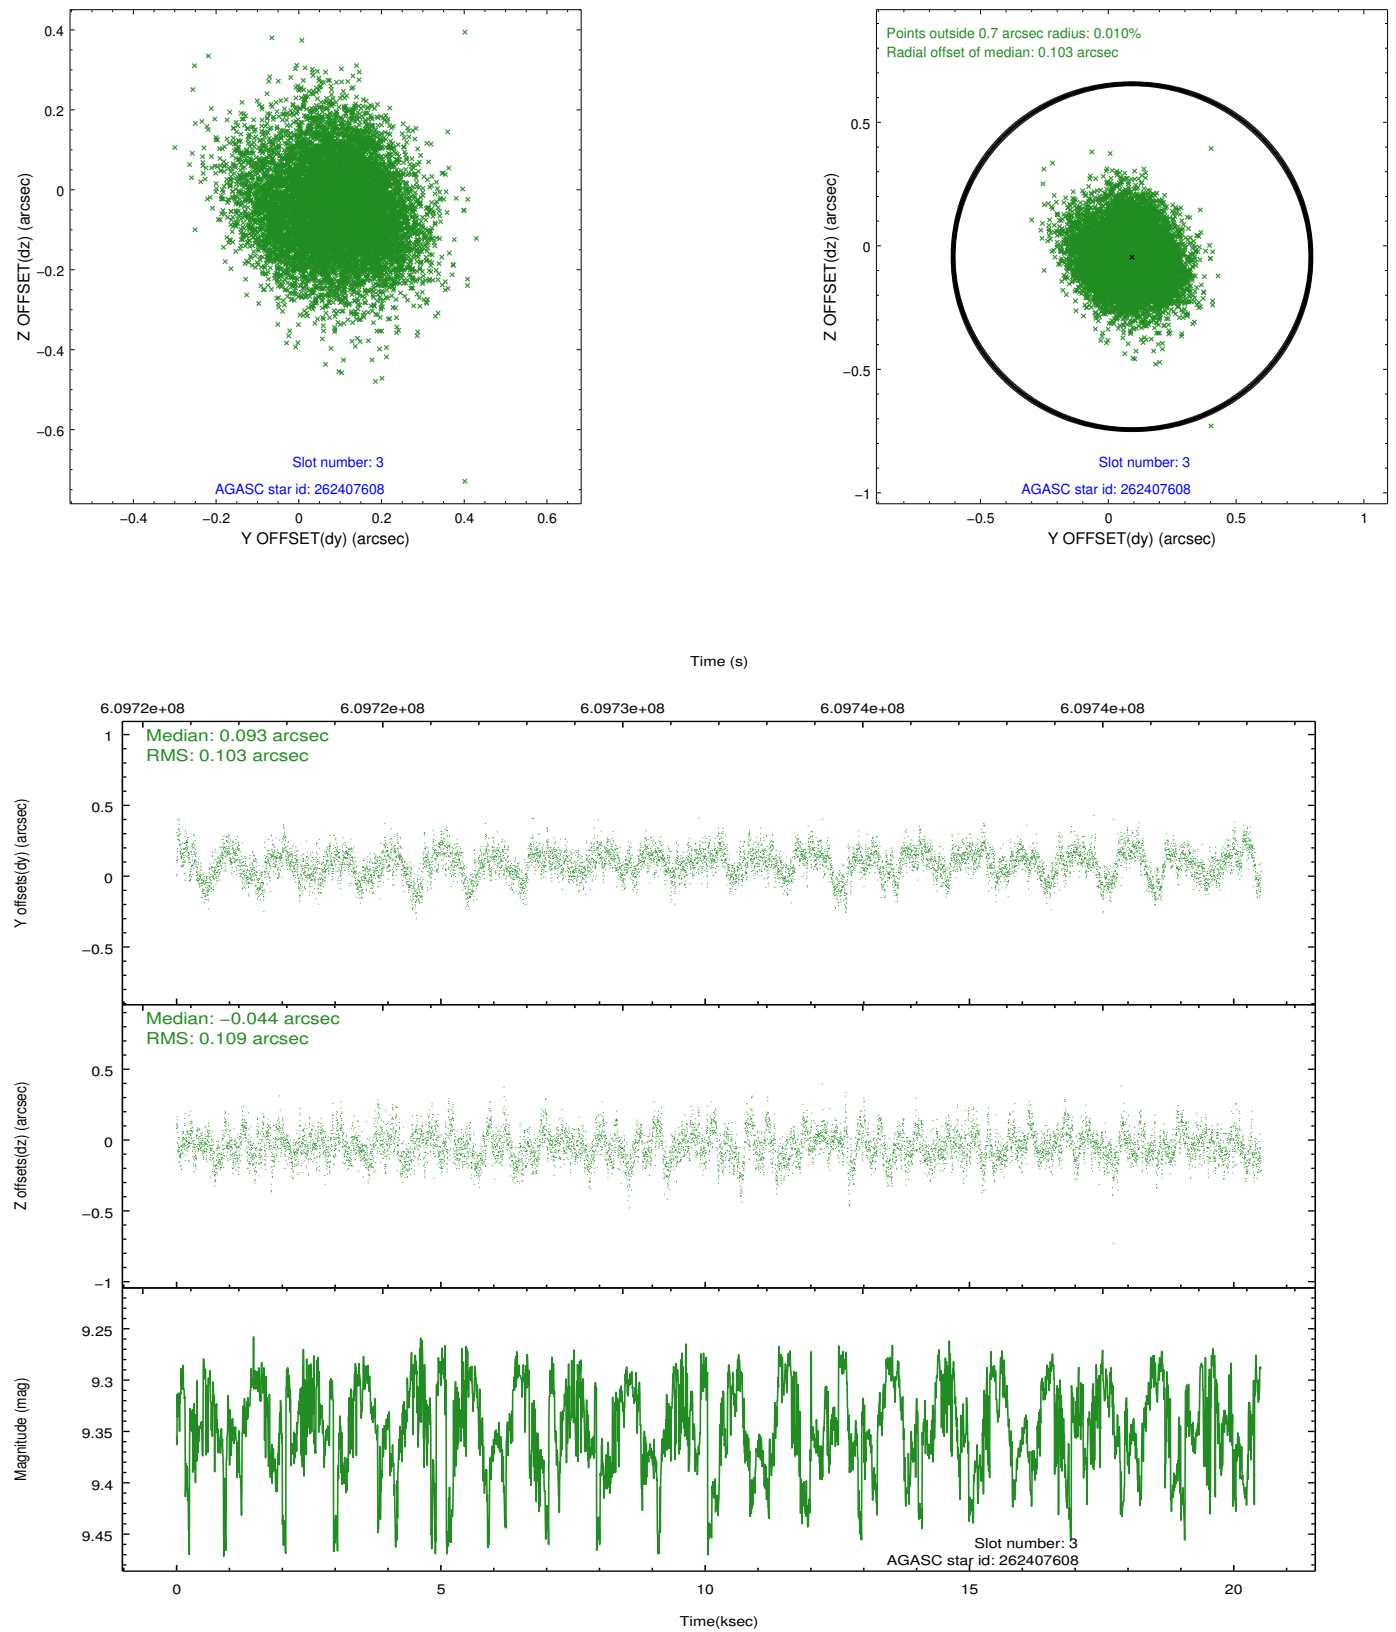 0.4
0.2
0
−0.2
−0.4
−0.6
Z OFFSET(dz) (arcsec)
Slot number: 3
AGASC star id: 262407608
−0.4
−0.2
0
0.2
0.4
0.6
Y OFFSET(dy) (arcsec)
Points outside 0.7 arcsec radius: 0.010%
Radial offset of median: 0.103 arcsec
0.5
0
−0.5
−1
Z OFFSET(dz) (arcsec)
Slot number: 3
AGASC star id: 262407608
−0.5
0
0.5
1
Y OFFSET(dy) (arcsec)
Time (s)
6.0972e+08
6.0972e+08
6.0973e+08
6.0974e+08
6.0974e+08
Median: 0.093 arcsec
RMS: 0.103 arcsec
1
0.5
0
−0.5
Y offsets(dy) (arcsec)
Median: −0.044 arcsec
RMS: 0.109 arcsec
0.5
0
−0.5
−1
Z offsets(dz) (arcsec)
9.25
9.3
9.35
9.4
9.45
Magnitude (mag)
Slot number: 3
AGASC star id: 262407608
0
5
10
15
20
Time(ksec)